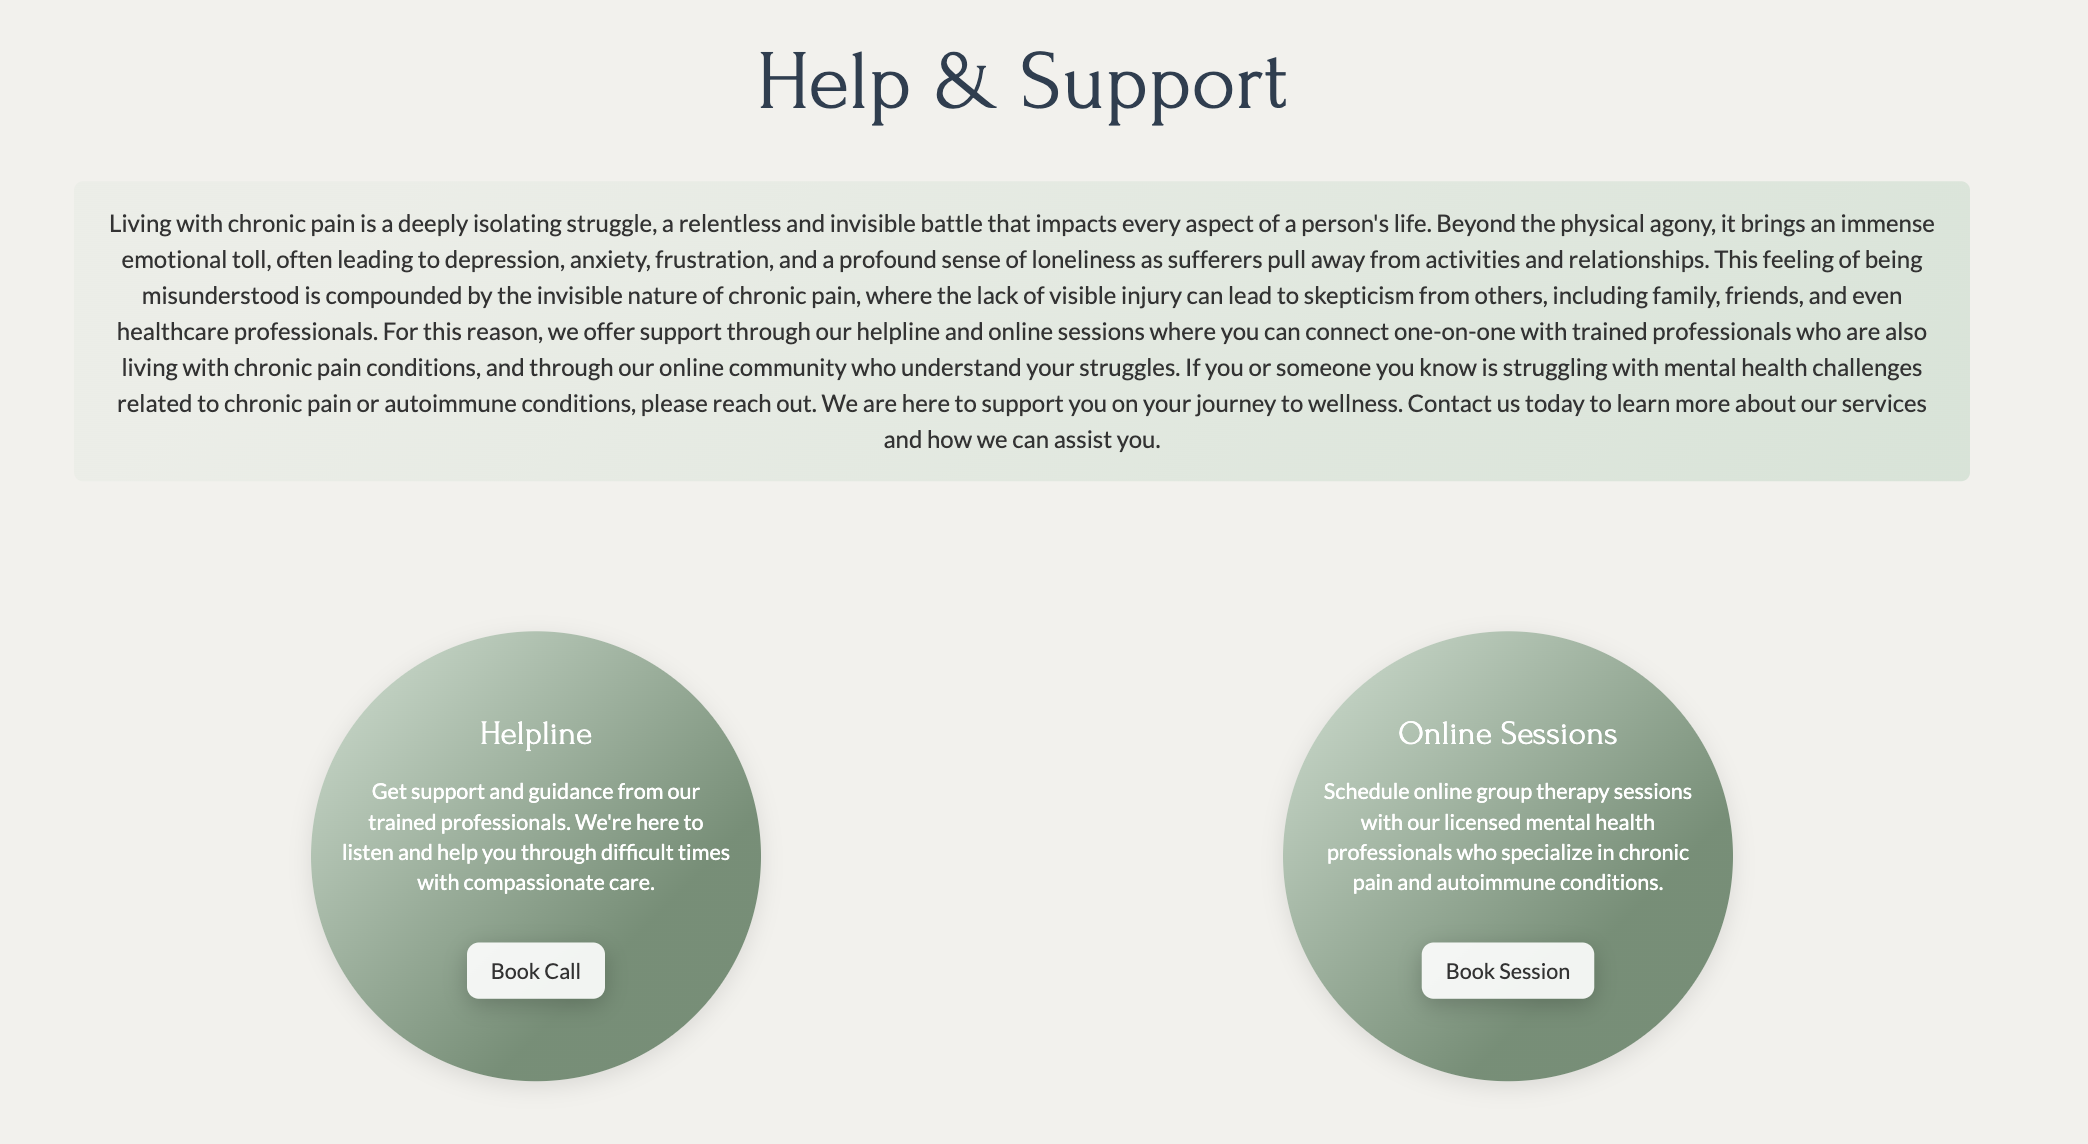 Help & Support
Living with chronic pain is a deeply isolating struggle, a relentless and invisible battle that impacts every aspect of a person's life. Beyond the physical agony, it brings an immense
emotional toll, often leading to depression, anxiety, frustration, and a profound sense of loneliness as sufferers pull away from activities and relationships. This feeling of being
misunderstood is compounded by the invisible nature of chronic pain, where the lack of visible injury can lead to skepticism from others, including family, friends, and even
healthcare professionals. For this reason, we offer support through our helpline and online sessions where you can connect one-on-one with trained professionals who are also
living with chronic pain conditions, and through our online community who understand your struggles. If you or someone you know is struggling with mental health challenges
related to chronic pain or autoimmune conditions, please reach out. We are here to support you on your journey to wellness. Contact us today to learn more about our services
and how we can assist you.
Helpline
Get support and guidance from our
trained professionals. We're here to
listen and help you through difficult times
with compassionate care.
Book Call
Online Sessions
Schedule online group therapy sessions
with our licensed mental health
professionals who specialize in chronic
pain and autoimmune conditions.
Book Session